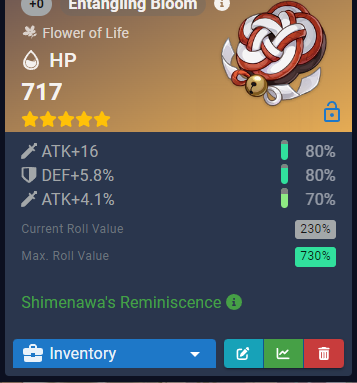 +0 Entangling Bloom
Flower of Life
HP
717
ATK+16 80%
DEF+5.8% 80%
ATK+4.1% 70%
Current Roll Value 230%
Max. Roll Value 730%
Shimenawa's Reminiscence
Inventory